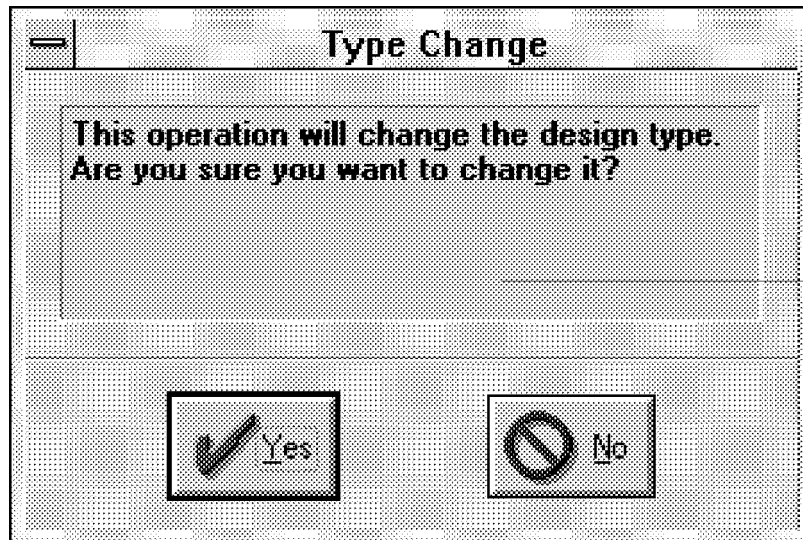 Type Change
This operation will change the design type.
Are you sure you want to change it?
Yes
No